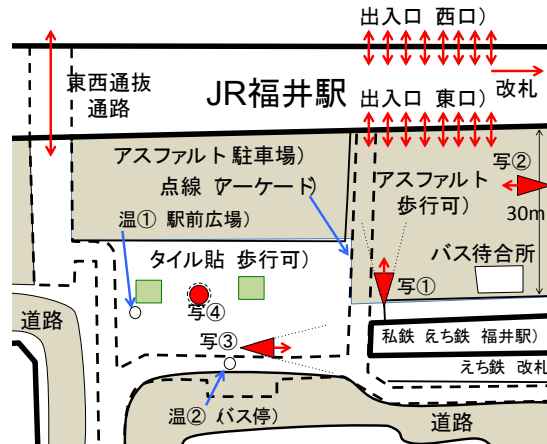 出入口 西口)
東西通抜
通路
JR福井駅
改札
出入口 東口)
アスファルト 駐車場)
点線 (アーケード)
アスファルト
歩行可)
写②
30m
温① 駅前広場)
タイル貼 歩行可)
バス待合所
写①
写④
道路
写③
私鉄 えち鉄 福井駅)
えち鉄 改札
温② (バス停)
道路